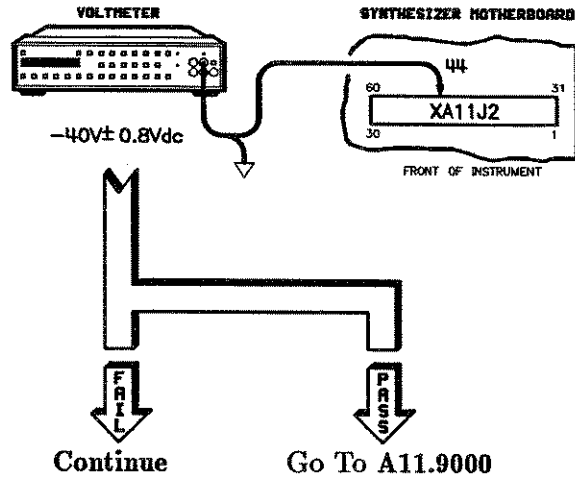 VOLTMETER
SYNTHESIZER MOTHERBOARD
44
60
31
XA11J2
30
1
-40V± 0.8Vdc
FRONT OF INSTRUMENT
FAIL
PASS
Continue
Go To A11.9000